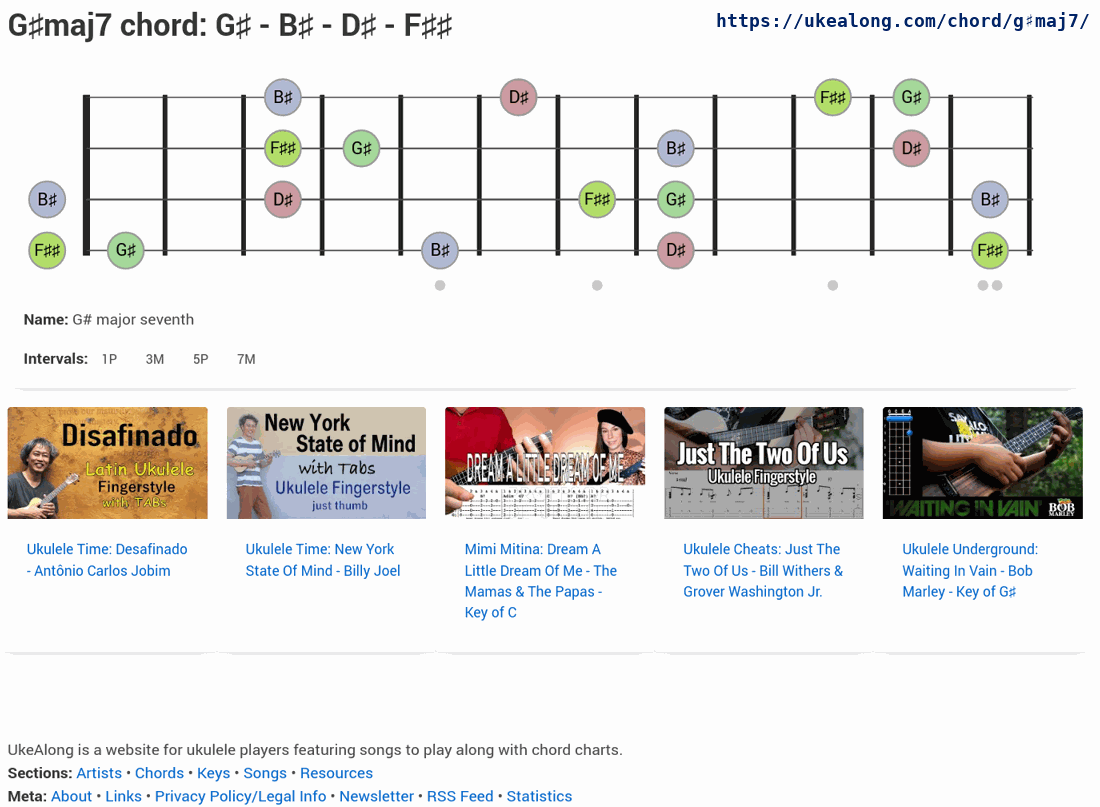 G♯maj7 chord: G♯ - B♯ - D♯ - F♯♯
https://ukealong.com/chord/g♯maj7/
B♯ D♯ F♯♯ G♯
F♯♯ G♯ B♯ D♯
B♯ D♯ F♯♯ G♯ B♯
F♯♯ G♯ B♯ D♯ F♯♯
Name: G# major seventh
Intervals: 1P 3M 5P 7M
Disafinado
Latin Ukulele
Fingerstyle
with TABs
New York
State of Mind
with Tabs
Ukulele Fingerstyle
just thumb
DREAM A LITTLE DREAM OF ME
Just The Two Of Us
Ukulele Fingerstyle
WAITING IN VAIN
BOB
MARLEY
Ukulele Time: Desafinado
- Antônio Carlos Jobim
Ukulele Time: New York
State Of Mind - Billy Joel
Mimi Mitina: Dream A
Little Dream Of Me - The
Mamas & The Papas -
Key of C
Ukulele Cheats: Just The
Two Of Us - Bill Withers &
Grover Washington Jr.
Ukulele Underground:
Waiting In Vain - Bob
Marley - Key of G♯
UkeAlong is a website for ukulele players featuring songs to play along with chord charts.
Sections: Artists • Chords • Keys • Songs • Resources
Meta: About • Links • Privacy Policy/Legal Info • Newsletter • RSS Feed • Statistics